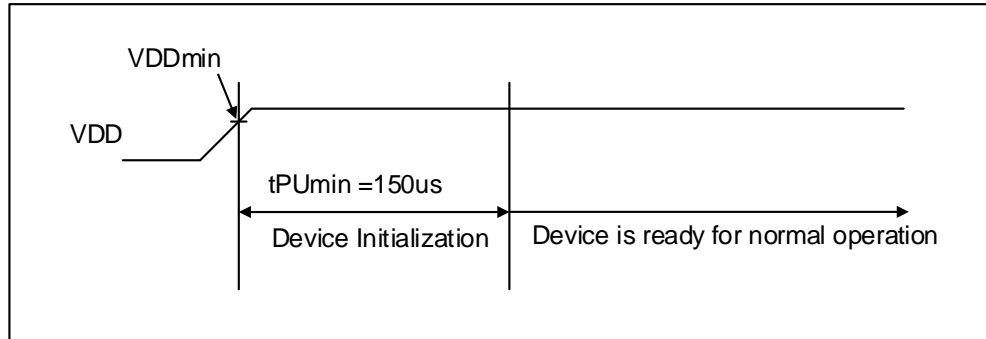 VDDmin
VDD
tPUmin =150us
Device Initialization
Device is ready for normal operation